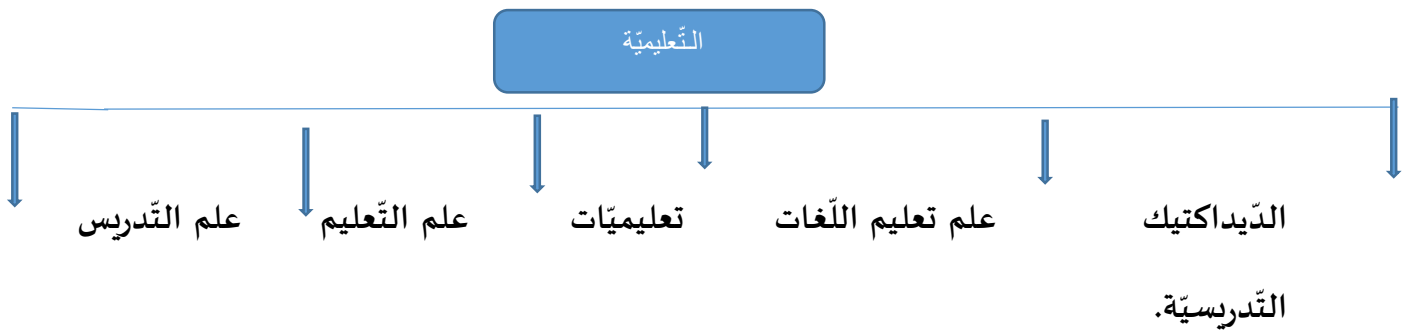 التّعليميّة
الدّيداكتيك علم تعليم اللّغات تعليميّات علم التّعليم علم التّدريس
التّدريسيّة.